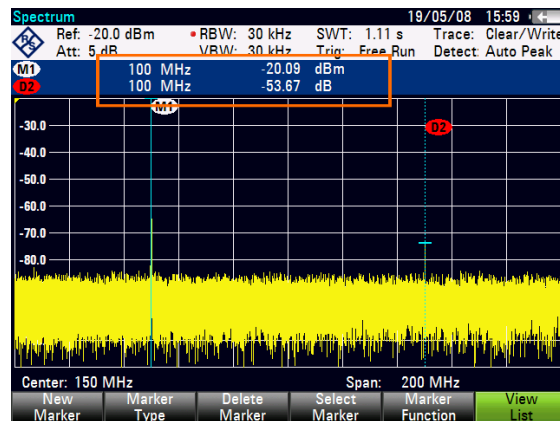 Spectrum 19/05/08 15:59
Ref: -20.0 dBm • RBW: 30 kHz SWT: 1.11 s Trace: Clear/Write
Att: 5 dB VBW: 30 kHz Trig: Free Run Detect: Auto Peak
M1 100 MHz -20.09 dBm
D2 100 MHz -53.67 dB
M1
-30.0
D2
-40.0
-50.0
-60.0
-70.0
-80.0
Center: 150 MHz Span: 200 MHz
New Marker Delete Select Marker View
Marker Type Marker Marker Function List